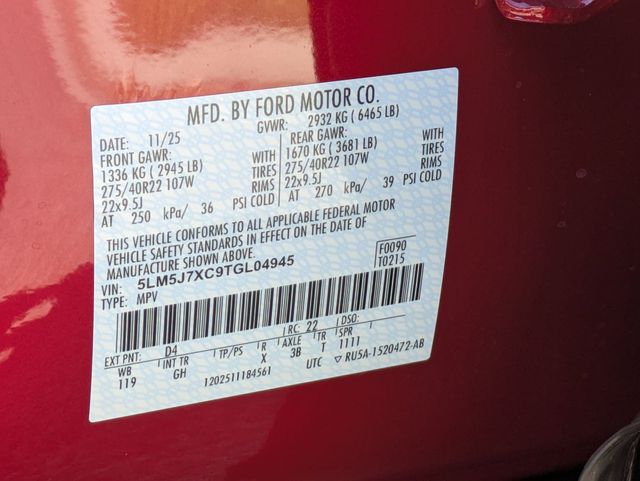 MFD. BY FORD MOTOR CO.
DATE: 11/25 GVWR: 2932 KG ( 6465 LB)
FRONT GAWR: REAR GAWR:
1336 KG ( 2945 LB) WITH 1670 KG ( 3681 LB) WITH
275/40R22 107W TIRES 275/40R22 107W TIRES
22x9.5J RIMS 22x9.5J RIMS
AT 250 kPa/ 36 PSI COLD AT 270 kPa/ 39 PSI COLD
THIS VEHICLE CONFORMS TO ALL APPLICABLE FEDERAL MOTOR
VEHICLE SAFETY STANDARDS IN EFFECT ON THE DATE OF
MANUFACTURE SHOWN ABOVE.
VIN: 5LM5J7XC9TGL04945 F0090
TYPE: MPV T0215
EXT PNT: D4 RC: 22 DSO:
WB INT TR TP/PS R AXLE TR SPR
119 GH X 3B T 1111
1202511184561 UTC ▽ RU5A-1520472-AB